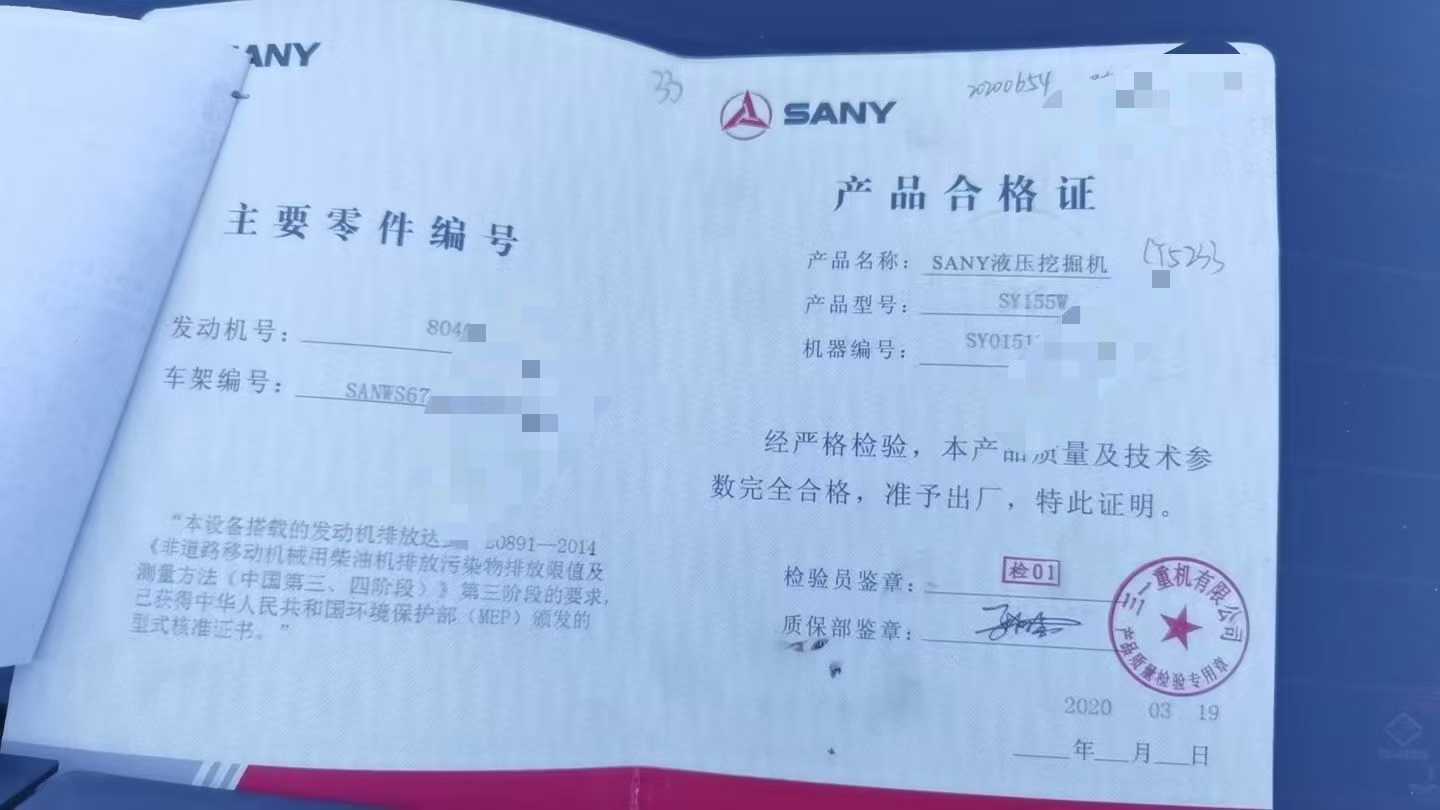 ANY
主要零件编号
发动机号：804
车架编号：SANWS67
“本设备搭载的发动机排放达 20891—2014
《非道路移动机械用柴油机排放污染物排放限值及
测量方法（中国第三、四阶段）》第三阶段的要求，
已获得中华人民共和国环境保护部（MEP）颁发的
型式核准证书。”
33
20200654
SANY
产品合格证
产品名称：SANY液压挖掘机
产品型号：SY155W
机器编号：SY0151
经严格检验，本产品质量及技术参
数完全合格，准予出厂，特此证明。
检验员鉴章：检01
质保部鉴章：
三一重机有限公司
产品质量检验专用章
2020 03 19
年 月 日